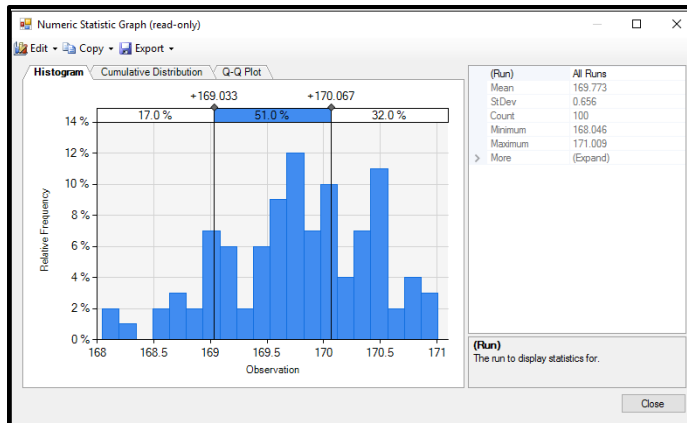 Numeric Statistic Graph (read-only)
Edit Copy Export
Histogram Cumulative Distribution Q-Q Plot
+169.033 +170.067
17.0 % 51.0 % 32.0 %
14 %
12 %
10 %
8 %
6 %
4 %
2 %
0 %
Relative Frequency
168 168.5 169 169.5 170 170.5 171
Observation
(Run) All Runs
Mean 169.773
StDev 0.656
Count 100
Minimum 168.046
Maximum 171.009
More (Expand)
(Run)
The run to display statistics for.
Close